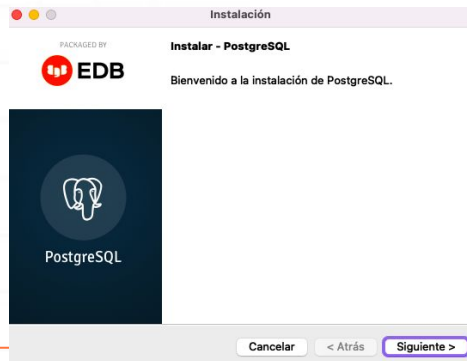 Instalación
PACKAGED BY
EDB
Instalar - PostgreSQL
Bienvenido a la instalación de PostgreSQL.
PostgreSQL
Cancelar
< Atrás
Siguiente >